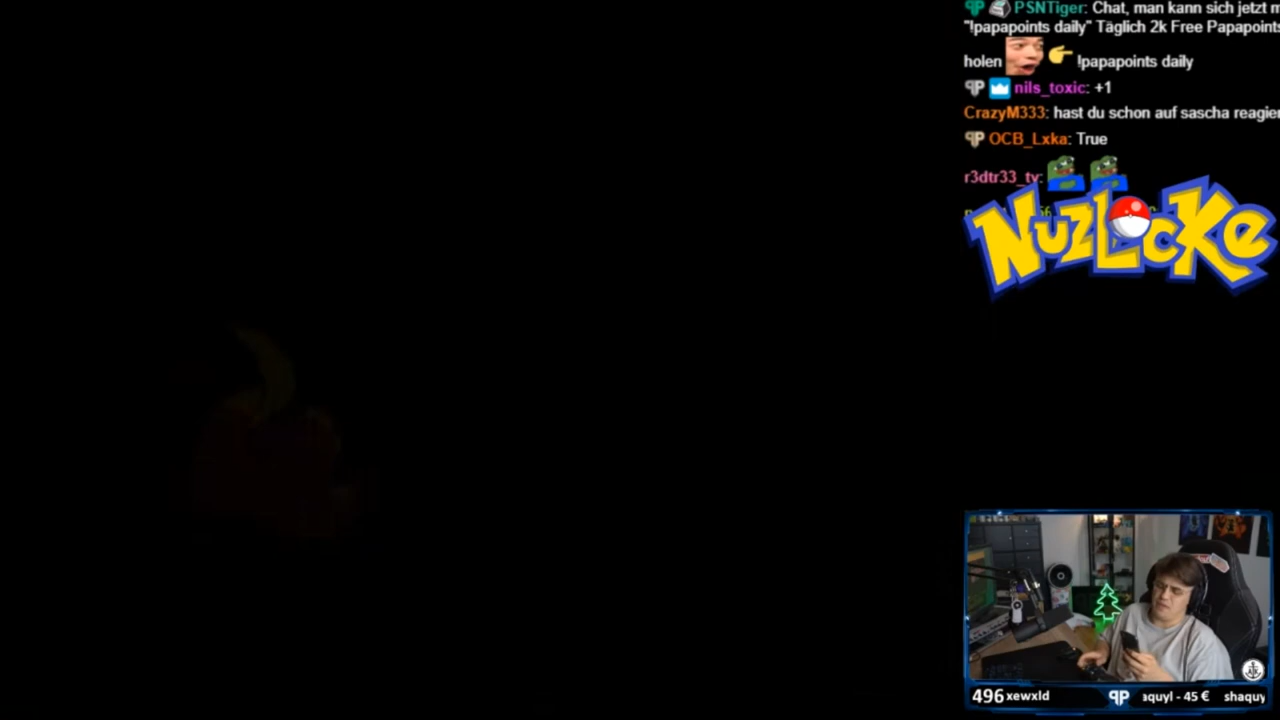 PSNTiger: Chat, man kann sich jetzt m
"!papapoints daily" Täglich 2k Free Papapoints
holen !papapoints daily
nils_toxic: +1
CrazyM333: hast du schon auf sascha reagier
OCB_Lxka: True
r3dtr33_tv:
NUZLOCKE
496 xewxld
aquyl - 45 € shaquy